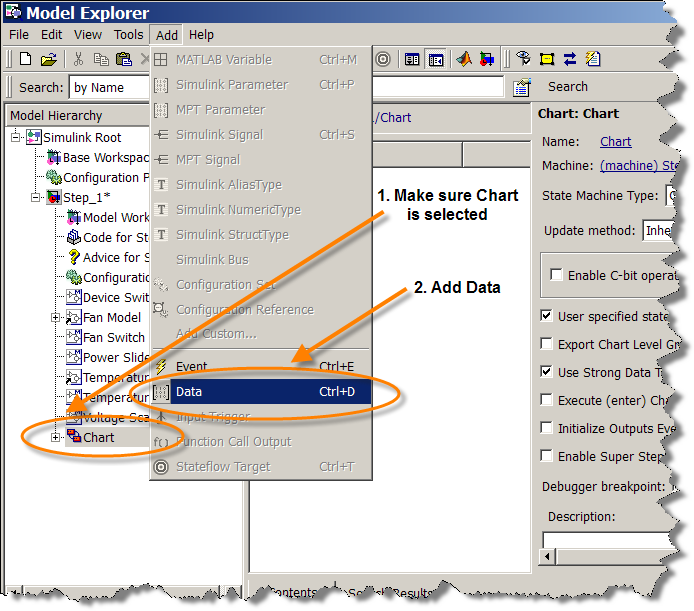 Model Explorer
File Edit View Tools Add Help
Search: by Name
Search
Model Hierarchy
Simulink Root
Base Workspac
Configuration P
Step_1*
Model Work
Code for St
Advice for S
Configuratio
Device Swit
Fan Model
Fan Switch
Power Slide
Temperatur
Temperatur
Voltage Sca
Chart
MATLAB Variable Ctrl+M
Simulink Parameter Ctrl+P
MPT Parameter
Simulink Signal Ctrl+S
MPT Signal
Simulink AliasType
Simulink NumericType
Simulink StructType
Simulink Bus
Configuration Set
Configuration Reference
Add Custom...
Event Ctrl+E
Data Ctrl+D
Input Trigger
Function Call Output
Stateflow Target Ctrl+T
/Chart
1. Make sure Chart
is selected
2. Add Data
Contents Search Results
Chart: Chart
Name: Chart
Machine: (machine) Ste
State Machine Type:
Update method: Inhe
Enable C-bit operat
User specified state
Export Chart Level Gr
Use Strong Data T
Execute (enter) Cha
Initialize Outputs Eve
Enable Super Step
Debugger breakpoint:
Description: